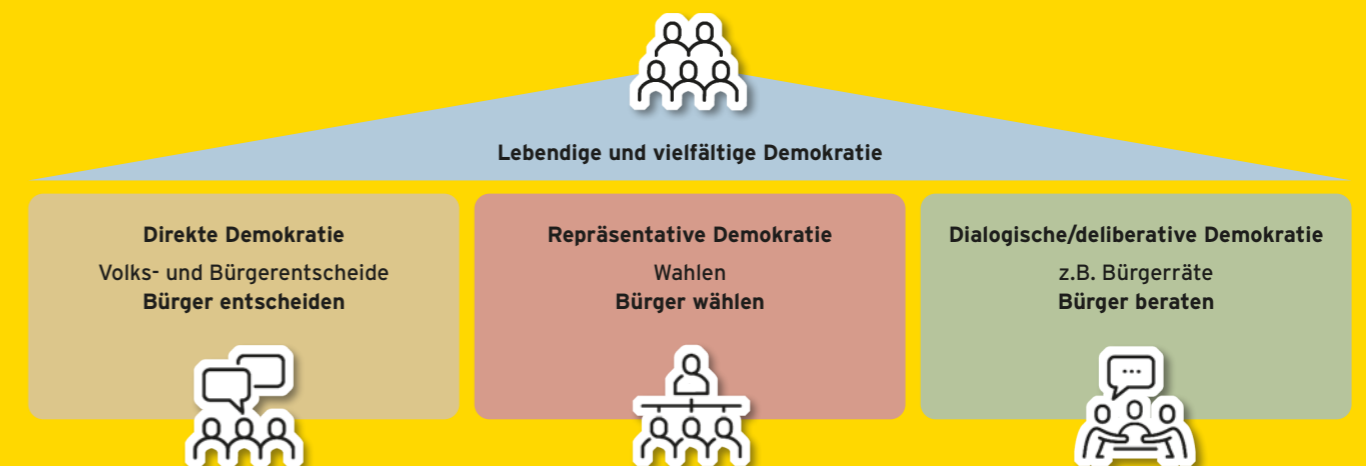 Lebendige und vielfältige Demokratie
Direkte Demokratie
Volks- und Bürgerentscheide
Bürger entscheiden
Repräsentative Demokratie
Wahlen
Bürger wählen
Dialogische/deliberative Demokratie
z.B. Bürgerräte
Bürger beraten